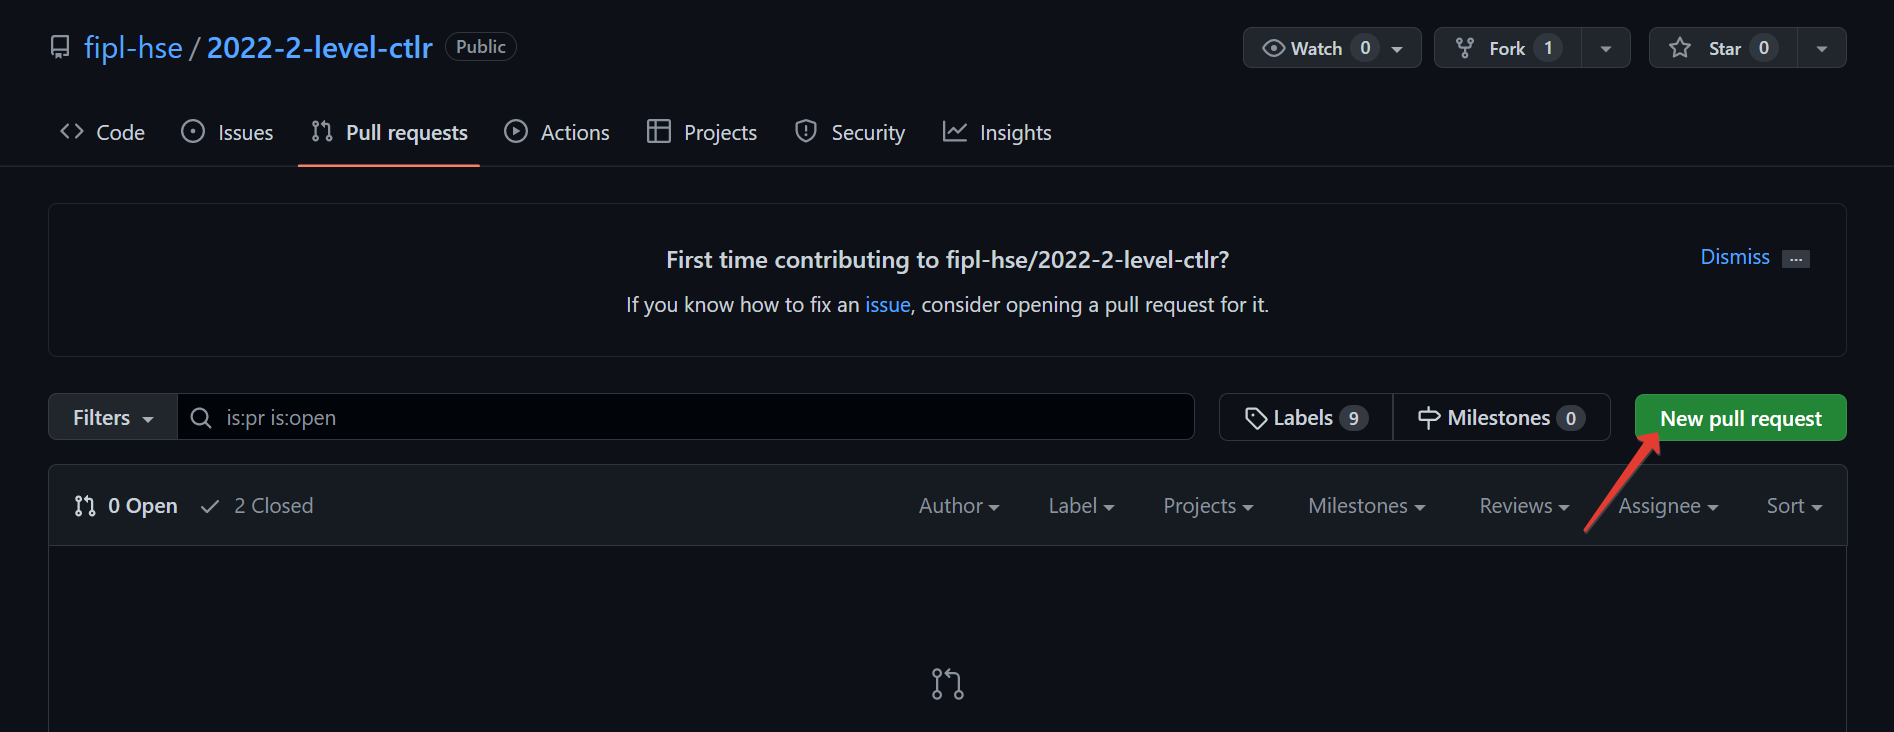 fipl-hse / 2022-2-level-ctlr Public Watch 0 Fork 1 Star 0
Code Issues Pull requests Actions Projects Security Insights
First time contributing to fipl-hse/2022-2-level-ctlr?
Dismiss ...
If you know how to fix an issue, consider opening a pull request for it.
Filters is:pr is:open Labels 9 Milestones 0 New pull request
0 Open 2 Closed Author Label Projects Milestones Reviews Assignee Sort